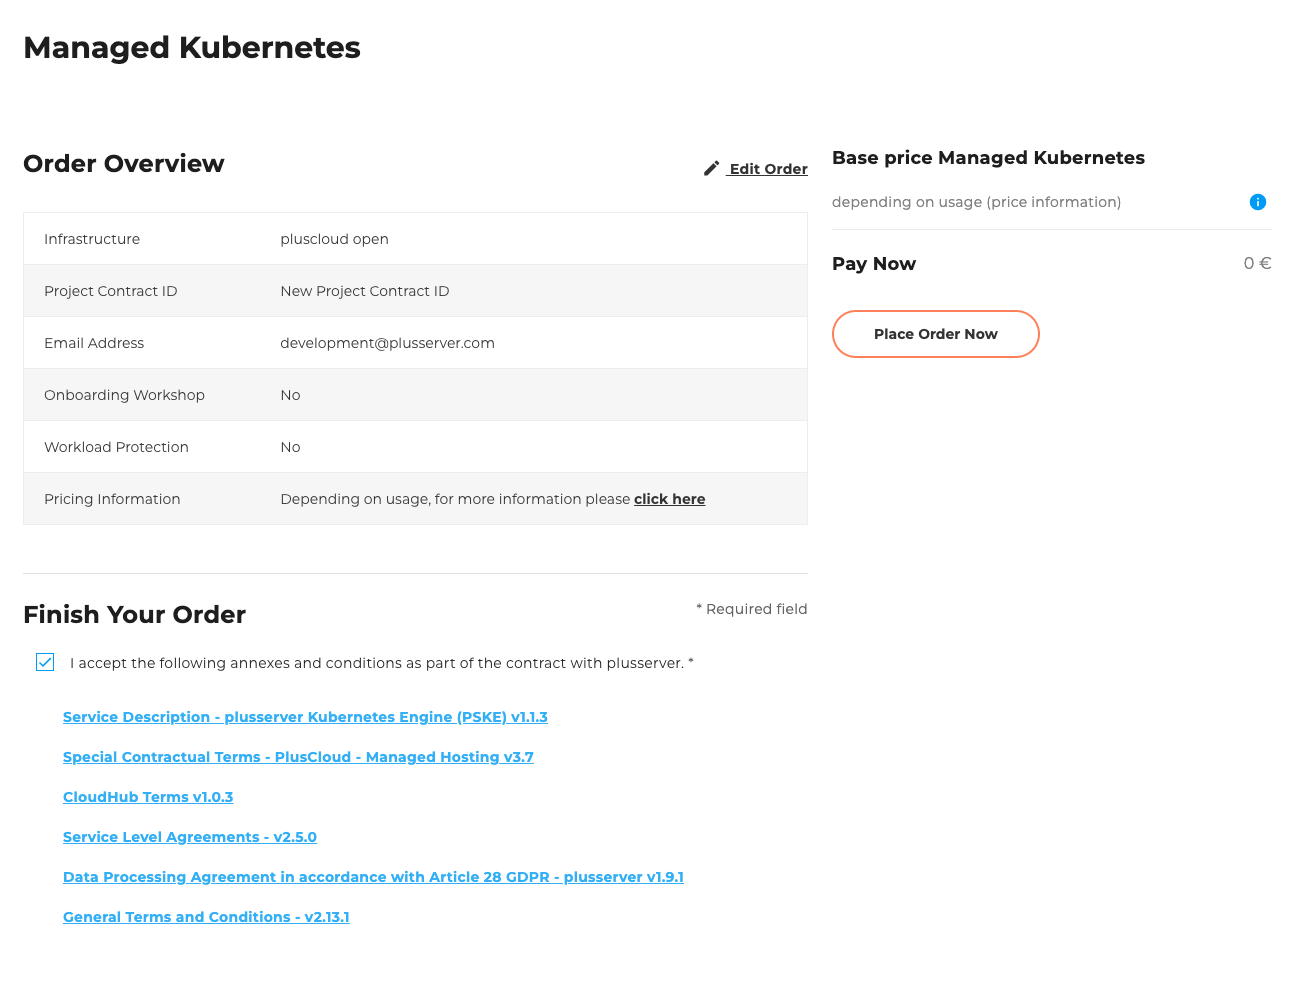 Managed Kubernetes
Order Overview
Edit Order
Infrastructure pluscloud open
Project Contract ID New Project Contract ID
Email Address development@plusserver.com
Onboarding Workshop No
Workload Protection No
Pricing Information Depending on usage, for more information please click here
Base price Managed Kubernetes
depending on usage (price information)
Pay Now 0 €
Place Order Now
Finish Your Order
* Required field
I accept the following annexes and conditions as part of the contract with plusserver. *
Service Description - plusserver Kubernetes Engine (PSKE) v1.1.3
Special Contractual Terms - PlusCloud - Managed Hosting v3.7
CloudHub Terms v1.0.3
Service Level Agreements - v2.5.0
Data Processing Agreement in accordance with Article 28 GDPR - plusserver v1.9.1
General Terms and Conditions - v2.13.1